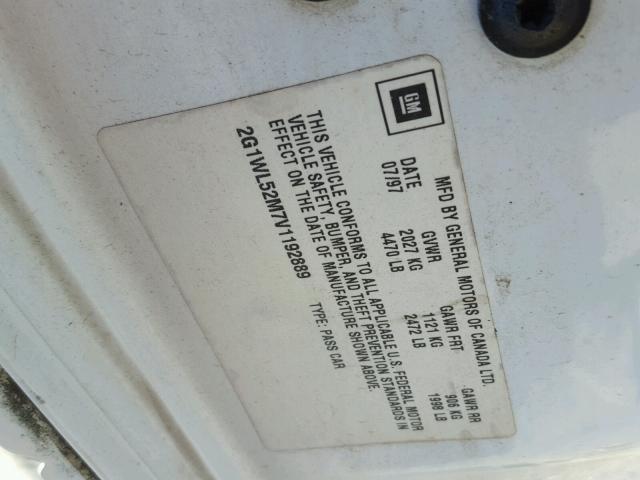 GM
MFD BY GENERAL MOTORS OF CANADA LTD.
DATE GVWR GAWR FRT GAWR RR
07/97 2027 KG 1121 KG 906 KG
4470 LB 2472 LB 1998 LB
THIS VEHICLE CONFORMS TO ALL APPLICABLE U.S. FEDERAL MOTOR
VEHICLE SAFETY, BUMPER, AND THEFT PREVENTION STANDARDS IN
EFFECT ON THE DATE OF MANUFACTURE SHOWN ABOVE.
2G1WL52M7V1192889 TYPE: PASS CAR